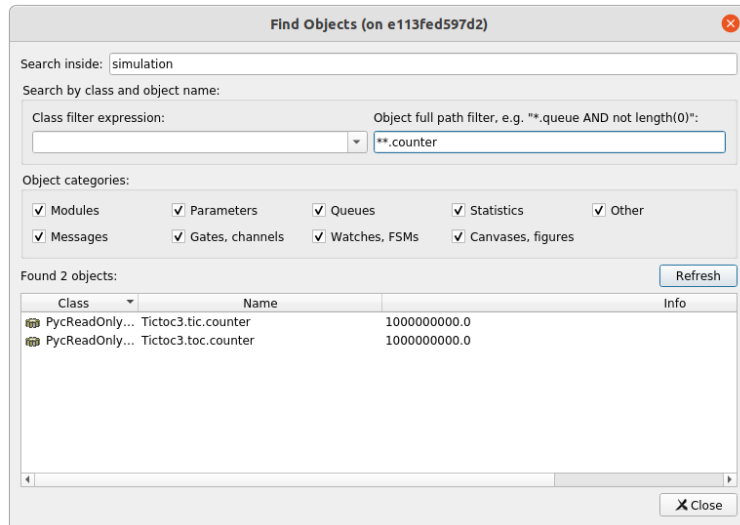 Find Objects (on e113fed597d2)
Search inside: simulation
Search by class and object name:
Class filter expression: Object full path filter, e.g. "*.queue AND not length(0)":
**.counter
Object categories:
Modules Parameters Queues Statistics Other
Messages Gates, channels Watches, FSMs Canvases, figures
Found 2 objects: Refresh
Class Name Info
PycReadOnly... Tictoc3.tic.counter 1000000000.0
PycReadOnly... Tictoc3.toc.counter 1000000000.0
Close